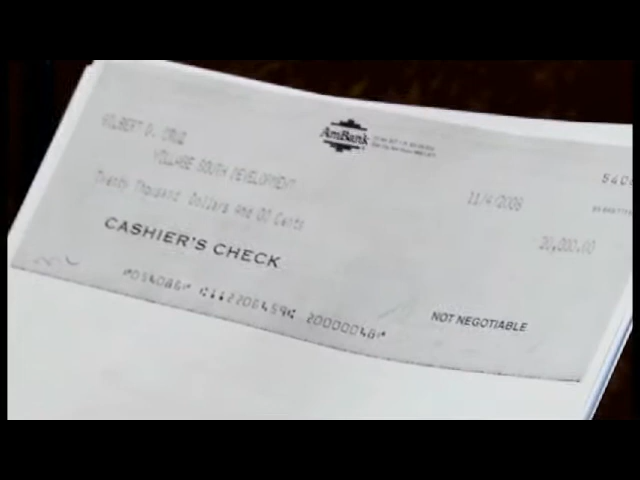 AmBank
GILBERT D. CRUZ
VILLAGE SOUTH DEVELOPMENT
11/4/2008
Twenty Thousand Dollars And 00 Cents
20,000.00
CASHIER'S CHECK
NOT NEGOTIABLE